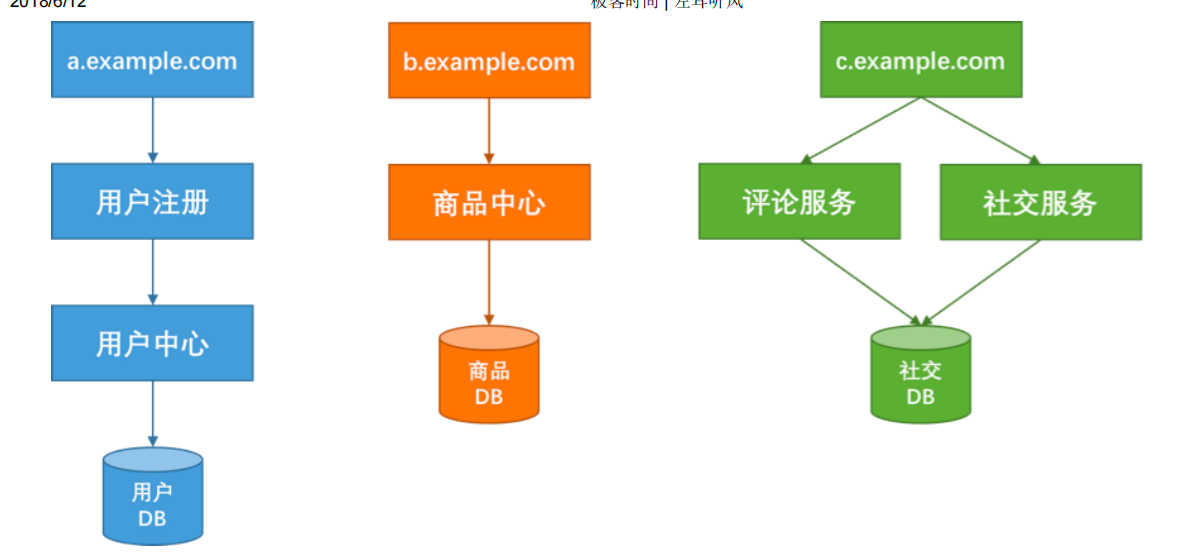 2018/6/12
极客时间 | 左耳听风
a.example.com
b.example.com
c.example.com
用户注册
商品中心
评论服务
社交服务
用户中心
商品
DB
社交
DB
用户
DB